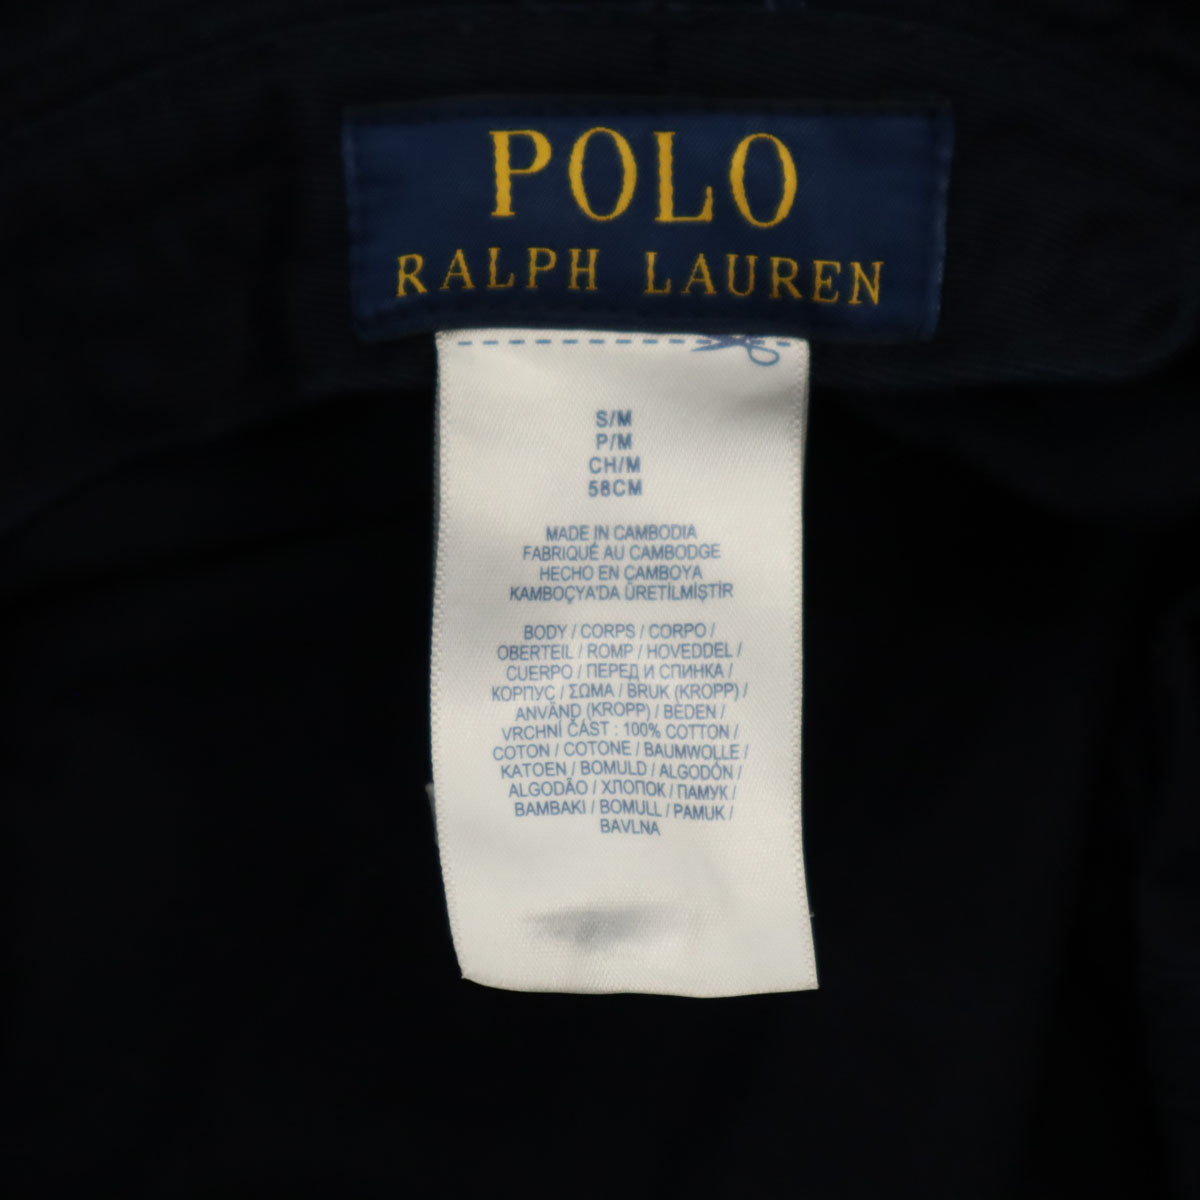 POLO
RALPH LAUREN
S/M
P/M
CH/M
58CM
MADE IN CAMBODIA
FABRIQUÉ AU CAMBODGE
HECHO EN CAMBOYA
KAMBOÇYA'DA ÜRETİLMİŞTİR
BODY / CORPS / CORPO /
OBERTEIL / ROMP / HOVEDDEL /
CUERPO / ПЕРЕД И СПИНКА /
КОРПУС / ΣΩΜΑ / BRUK (KROPP) /
ANVÄND (KROPP) / BEDEN /
VRCHNÍ ČÁST : 100% COTTON /
COTON / COTONE / BAUMWOLLE /
KATOEN / BOMULD / ALGODÓN /
ALGODÃO / ХЛОПОК / ПАМУК /
BAMBAKI / BOMULL / PAMUK /
BAVLNA